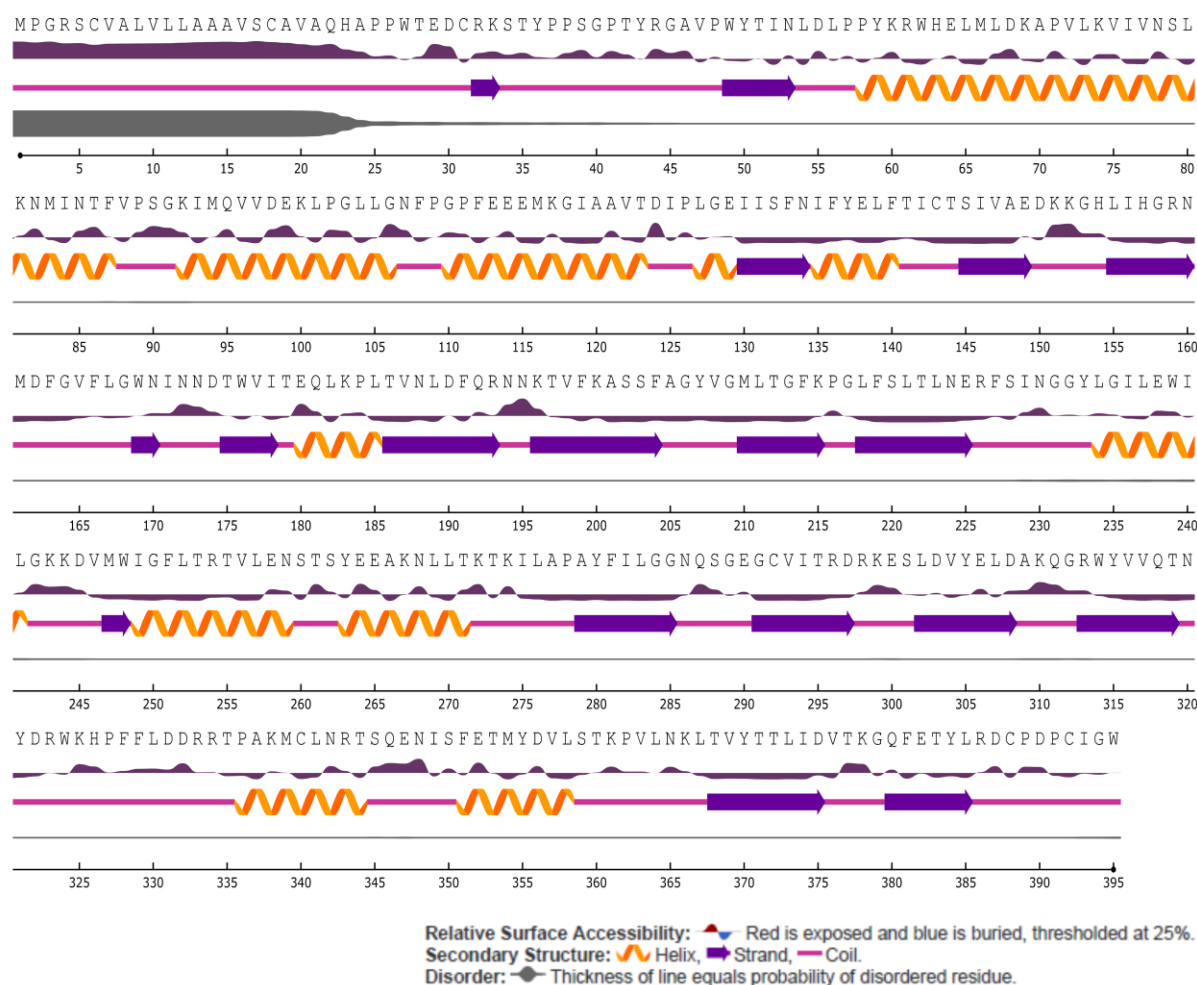 MPGRSCVALVLLAAAVSCAVAQHAPPWTEDCRKSTYPPSGPTYRGAVPWYTINLDLPPYKRWHELMLDKAPVLKVIVNSL
5 10 15 20 25 30 35 40 45 50 55 60 65 70 75 80
KNMINTFVPSGKIMQVVDEKLPGLLGNFPGPFEEEMKGIAAVTDIPLGEIISFNIFYELFTICTSIVAEDKKGHLIHGRN
85 90 95 100 105 110 115 120 125 130 135 140 145 150 155 160
MDFGVFLGWNINNDTWVITEQLKPLTVNLDFQRNNKTVFKASSFAGYVGMLTGFKPGLFSLTLNERFSINGGYLGILEWI
165 170 175 180 185 190 195 200 205 210 215 220 225 230 235 240
LGKKDVMWIGFLTRTVLENSTSYEEAKNLLTKTKILAPAYFILGGNQSGEGCVITRDRKESLDVYELDAKQGRWYVVQTN
245 250 255 260 265 270 275 280 285 290 295 300 305 310 315 320
YDRWKHPFFLDDRRTPAKMCLNRTSQENISFETMYDVLSTKPVLNKLTVYTTLIDVTKGQFETYLRDCPDPCIGW
325 330 335 340 345 350 355 360 365 370 375 380 385 390 395
Relative Surface Accessibility: Red is exposed and blue is buried, thresholded at 25%.
Secondary Structure: Helix, Strand, Coil.
Disorder: Thickness of line equals probability of disordered residue.